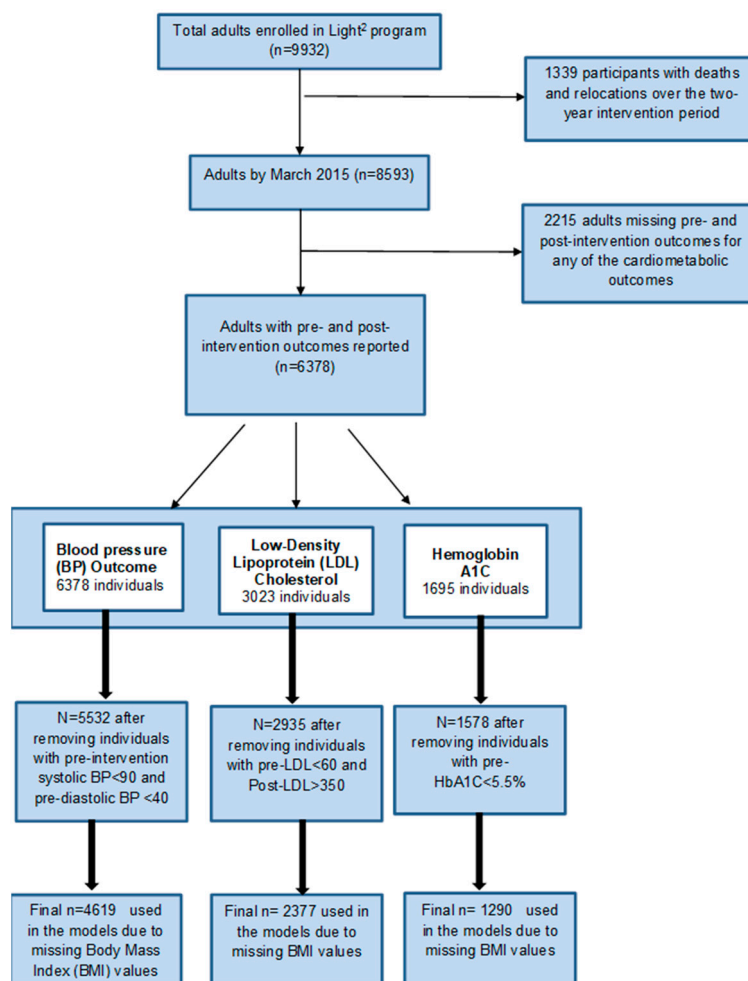 Total adults enrolled in Light² program
(n=9932)
1339 participants with deaths
and relocations over the two-
year intervention period
Adults by March 2015 (n=8593)
2215 adults missing pre- and
post-intervention outcomes for
any of the cardiometabolic
outcomes
Adults with pre- and post-
intervention outcomes reported
(n=6378)
Blood pressure
(BP) Outcome
6378 individuals
Low-Density
Lipoprotein (LDL)
Cholesterol
3023 individuals
Hemoglobin
A1C
1695 individuals
N=5532 after
removing individuals
with pre-intervention
systolic BP<90 and
pre-diastolic BP <40
N=2935 after
removing individuals
with pre-LDL<60 and
Post-LDL>350
N=1578 after
removing individuals
with pre-
HbA1C<5.5%
Final n=4619 used
in the models due to
missing Body Mass
Index (BMI) values
Final n= 2377 used in
the models due to
missing BMI values
Final n= 1290 used
in the models due to
missing BMI values